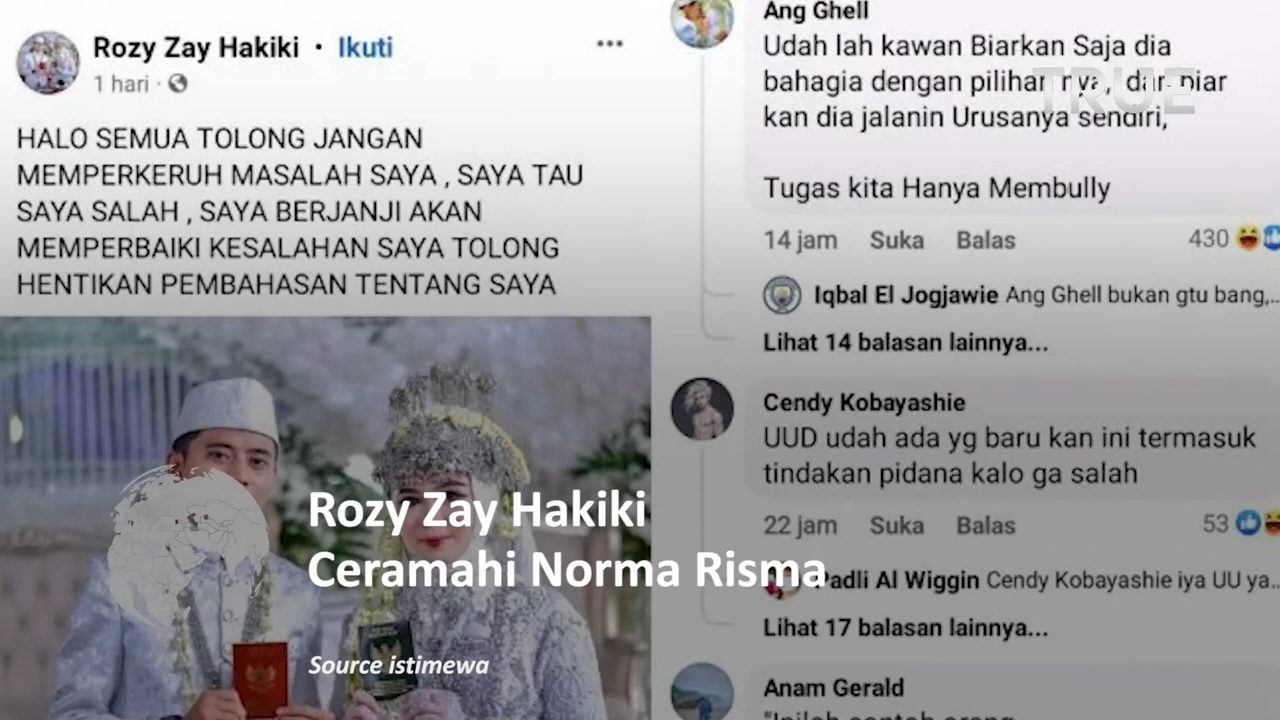 Rozy Zay Hakiki • Ikuti
1 hari ·
HALO SEMUA TOLONG JANGAN
MEMPERKERUH MASALAH SAYA , SAYA TAU
SAYA SALAH , SAYA BERJANJI AKAN
MEMPERBAIKI KESALAHAN SAYA TOLONG
HENTIKAN PEMBAHASAN TENTANG SAYA
Rozy Zay Hakiki
Ceramahi Norma Risma
Source istimewa
TRUE
Ang Ghell
Udah lah kawan Biarkan Saja dia
bahagia dengan pilihan nya, dan biar
kan dia jalanin Urusanya sendiri,
Tugas kita Hanya Membully
14 jam Suka Balas 430
Iqbal El Jogjawie Ang Ghell bukan gtu bang,...
Lihat 14 balasan lainnya...
Cendy Kobayashie
UUD udah ada yg baru kan ini termasuk
tindakan pidana kalo ga salah
22 jam Suka Balas 53
Padli Al Wiggin Cendy Kobayashie iya UU ya...
Lihat 17 balasan lainnya...
Anam Gerald
"Inilah contoh orang